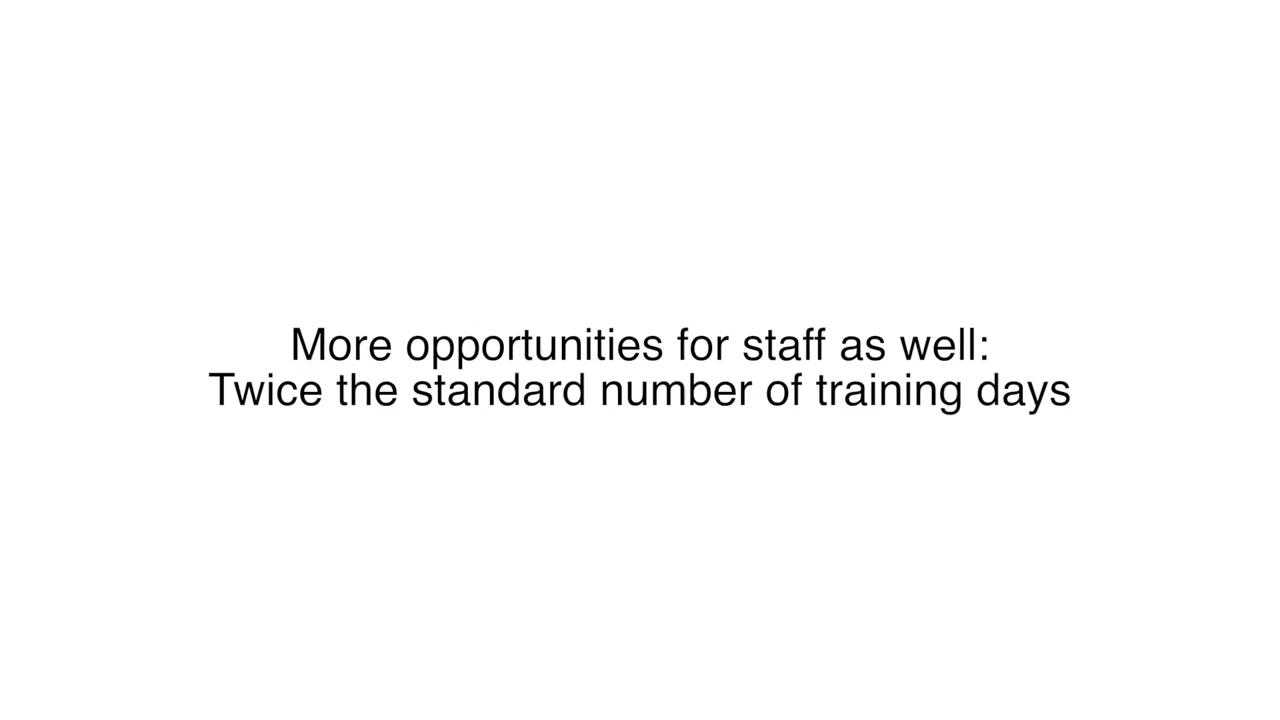 More opportunities for staff as well:
Twice the standard number of training days